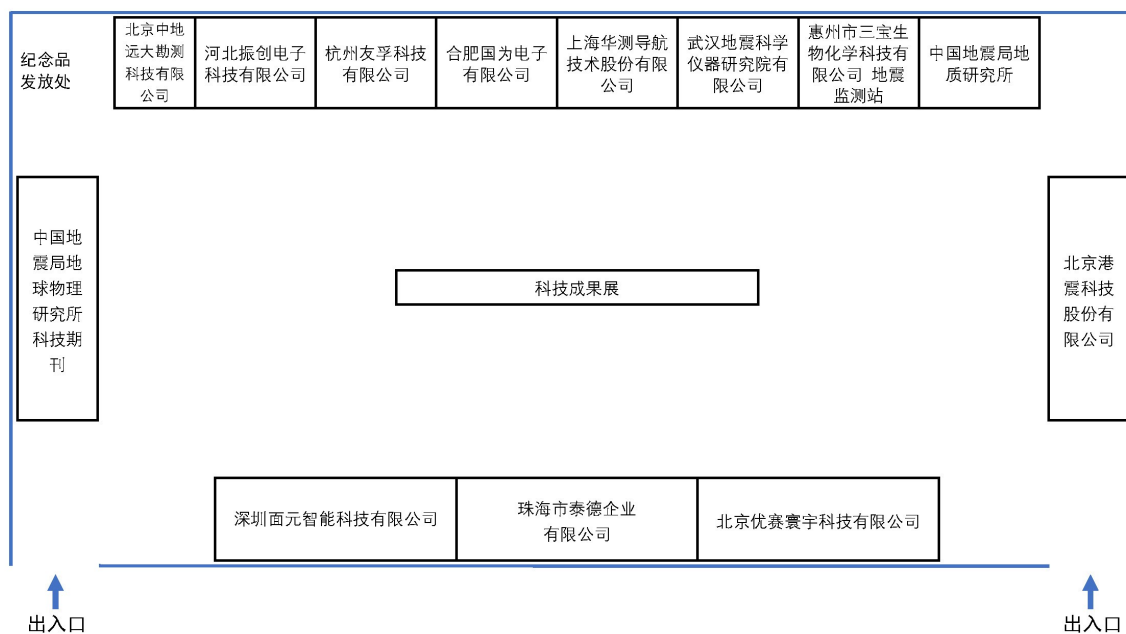 纪念品
发放处
北京中地
远大勘测
科技有限
公司
河北振创电子
科技有限公司
杭州友孚科技
有限公司
合肥国为电子
有限公司
上海华测导航
技术股份有限
公司
武汉地震科学
仪器研究院有
限公司
惠州市三宝生
物化学科技有
限公司 地震
监测站
中国地震局地
质研究所
中国地
震局地
球物理
研究所
科技期
刊
科技成果展
北京港
震科技
股份有
限公司
深圳面元智能科技有限公司
珠海市泰德企业
有限公司
北京优赛寰宇科技有限公司
出入口
出入口